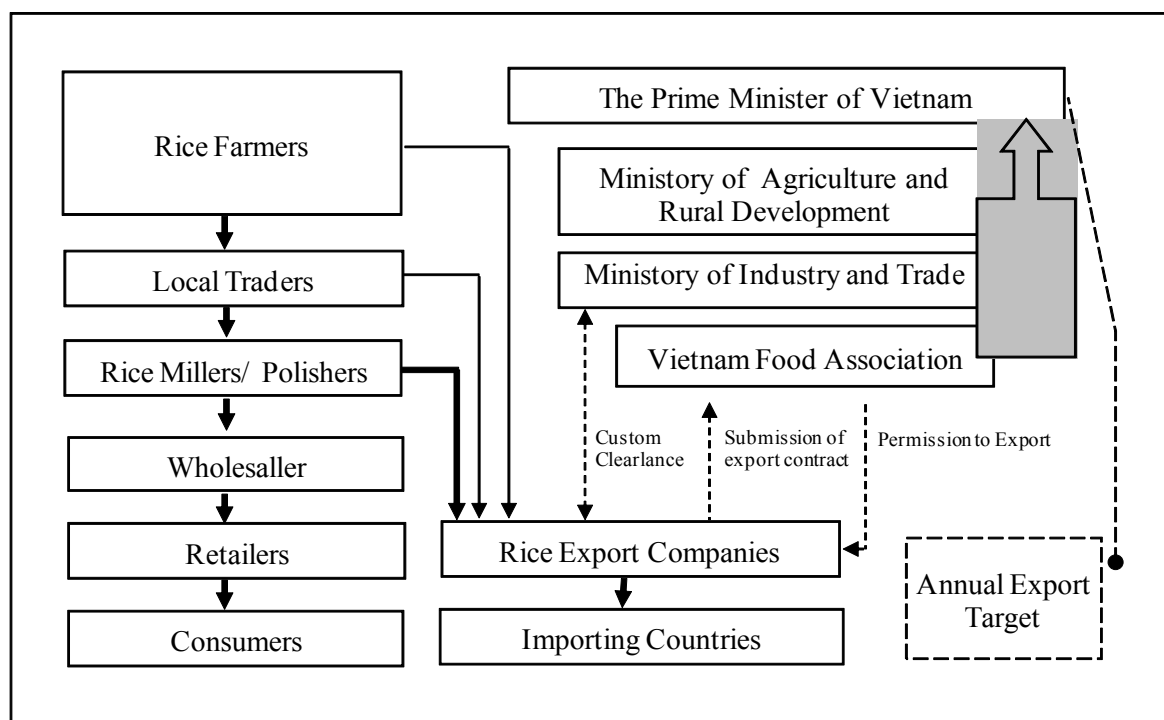 Rice Farmers
Local Traders
Rice Millers/ Polishers
Wholesaller
Retailers
Consumers
The Prime Minister of Vietnam
Ministory of Agriculture and
Rural Development
Ministory of Industry and Trade
Vietnam Food Association
Custom
Clearlance
Submission of
export contract
Permission to Export
Rice Export Companies
Importing Countries
Annual Export
Target